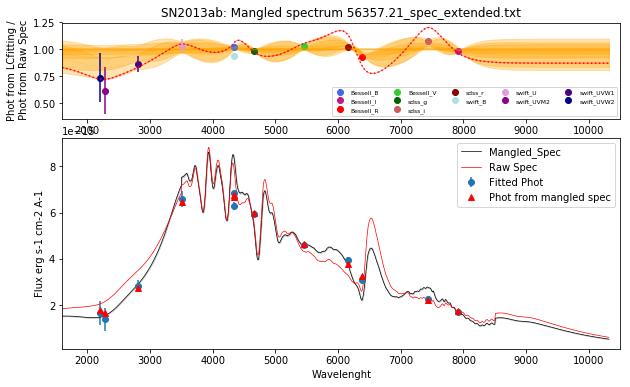 SN2013ab: Mangled spectrum 56357.21_spec_extended.txt
Phot from LCfitting /
Phot from Raw Spec
1.25
1.00
0.75
0.50
Bessell_B
Bessell_I
Bessell_R
Bessell_V
sdss_g
sdss_i
sdss_r
swift_B
swift_U
swift_UVM2
swift_UVW1
swift_UVW2
2000 3000 4000 5000 6000 7000 8000 9000 10000
1e−15
Flux erg s-1 cm-2 A-1
8
6
4
2
Mangled_Spec
Raw Spec
Fitted Phot
Phot from mangled spec
2000 3000 4000 5000 6000 7000 8000 9000 10000
Wavelenght